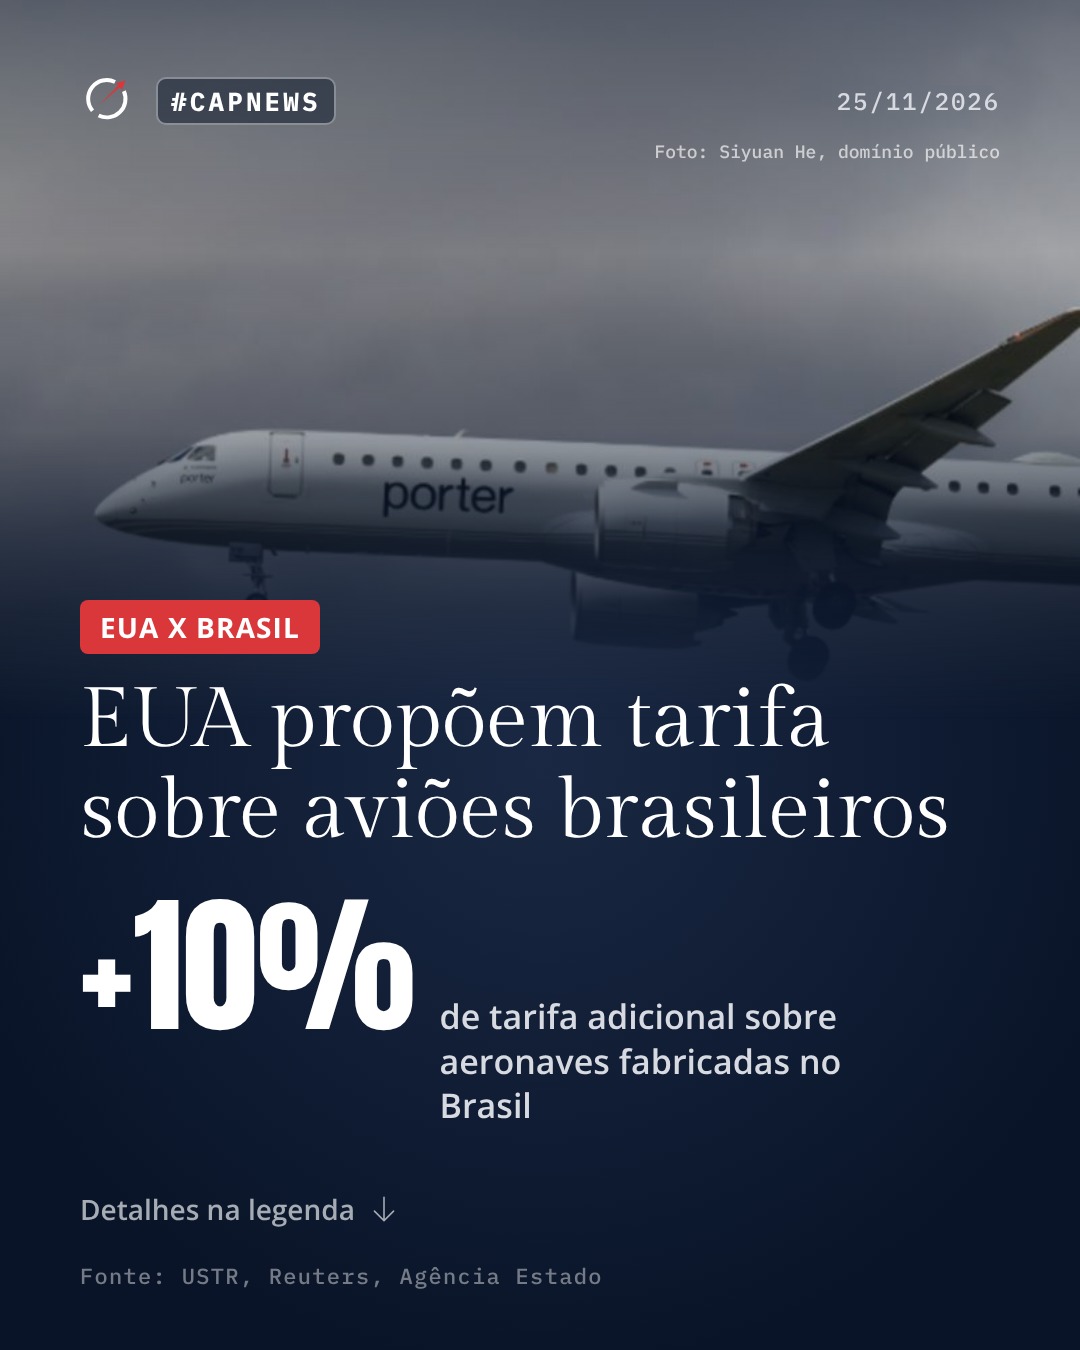 #CAPNEWS
25/11/2026
Foto: Siyuan He, domínio público
porter
porter
EUA X BRASIL
EUA propõem tarifa
sobre aviões brasileiros
+10%
de tarifa adicional sobre
aeronaves fabricadas no
Brasil
Detalhes na legenda ↓
Fonte: USTR, Reuters, Agência Estado